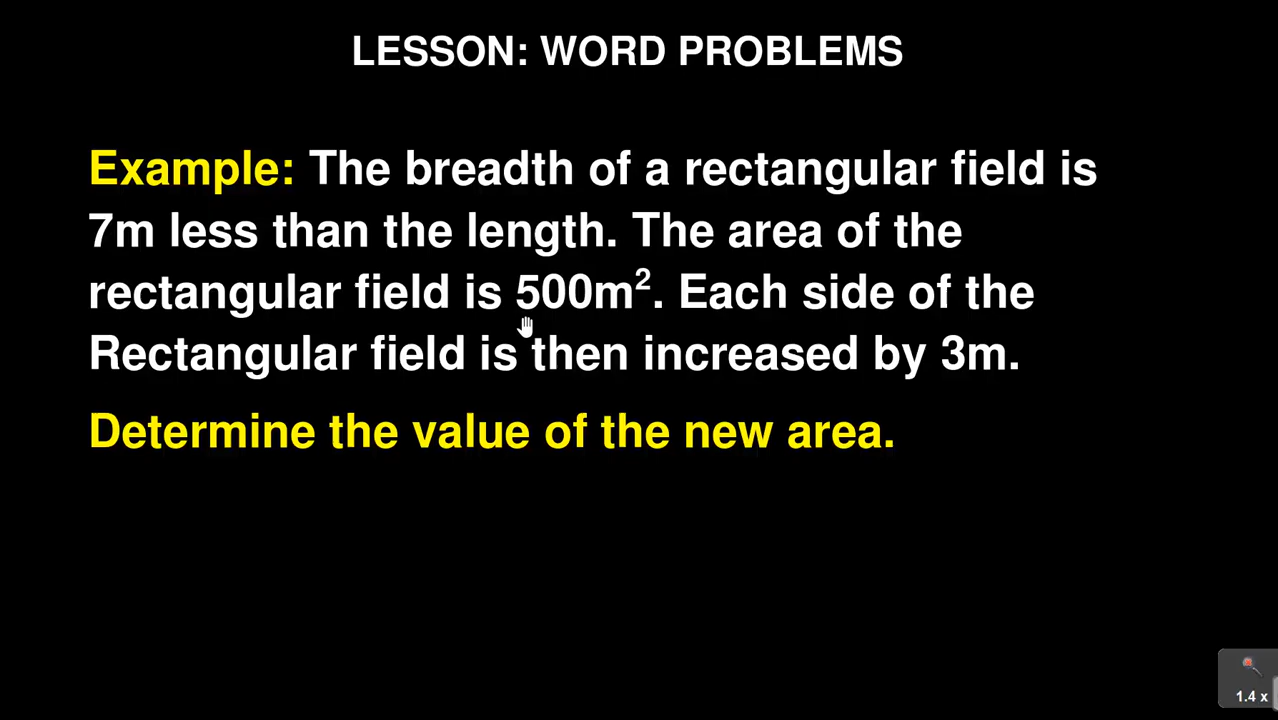 LESSON: WORD PROBLEMS
Example: The breadth of a rectangular field is
7m less than the length. The area of the
rectangular field is 500m². Each side of the
Rectangular field is then increased by 3m.
Determine the value of the new area.
1.4 x